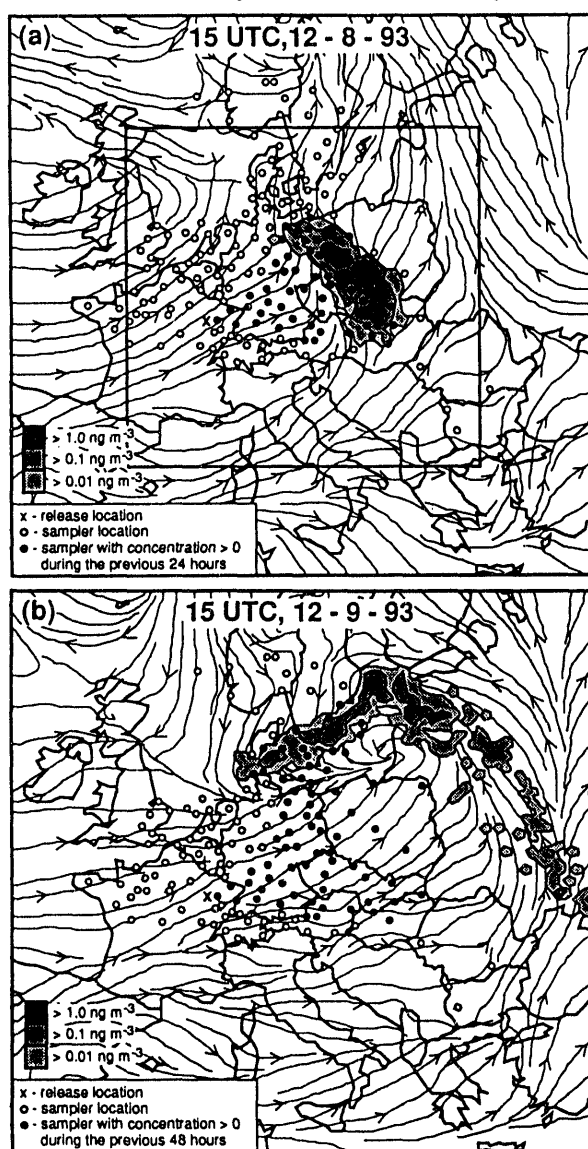 (a)
15 UTC, 12 - 8 - 93
> 1.0 ng m-3
> 0.1 ng m-3
> 0.01 ng m-3
x - release location
o - sampler location
● - sampler with concentration > 0
during the previous 24 hours
(b)
15 UTC, 12 - 9 - 93
> 1.0 ng m-3
> 0.1 ng m-3
> 0.01 ng m-3
x - release location
o - sampler location
● - sampler with concentration > 0
during the previous 48 hours